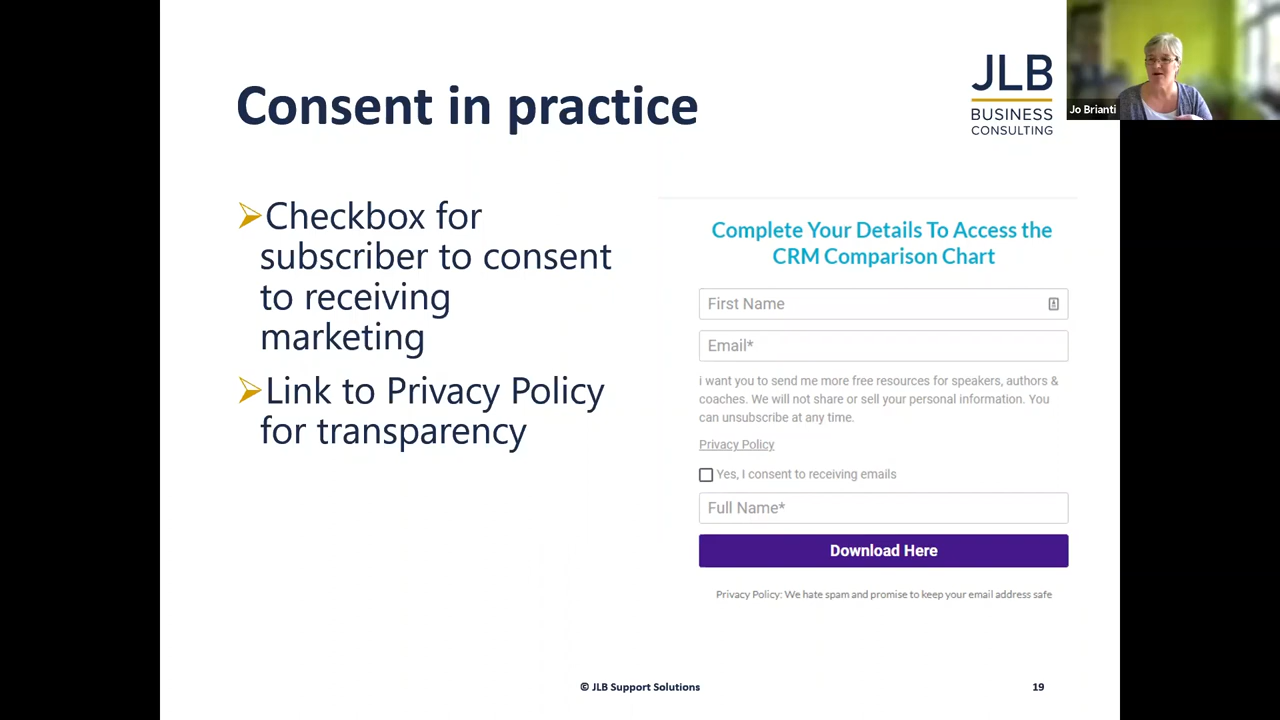 Consent in practice
JLB
BUSINESS
CONSULTING
Jo Brianti
Checkbox for
subscriber to consent
to receiving
marketing
Link to Privacy Policy
for transparency
Complete Your Details To Access the
CRM Comparison Chart
First Name
Email*
i want you to send me more free resources for speakers, authors &
coaches. We will not share or sell your personal information. You
can unsubscribe at any time.
Privacy Policy
Yes, I consent to receiving emails
Full Name*
Download Here
Privacy Policy: We hate spam and promise to keep your email address safe
© JLB Support Solutions
19